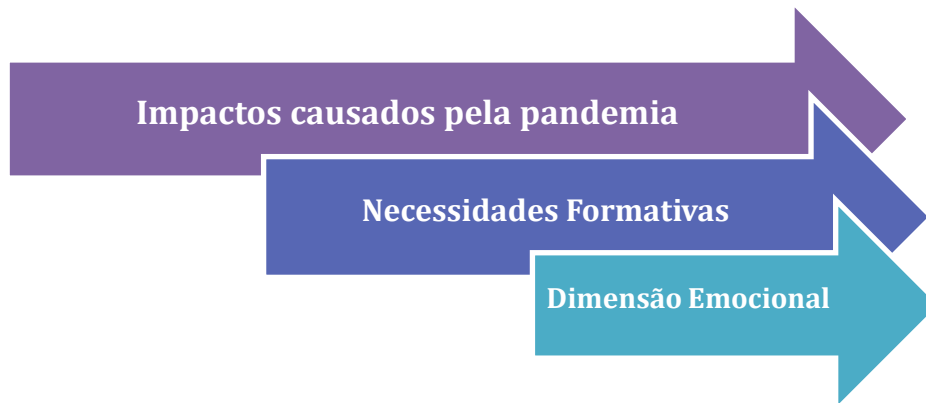 Impactos causados pela pandemia
Necessidades Formativas
Dimensão Emocional